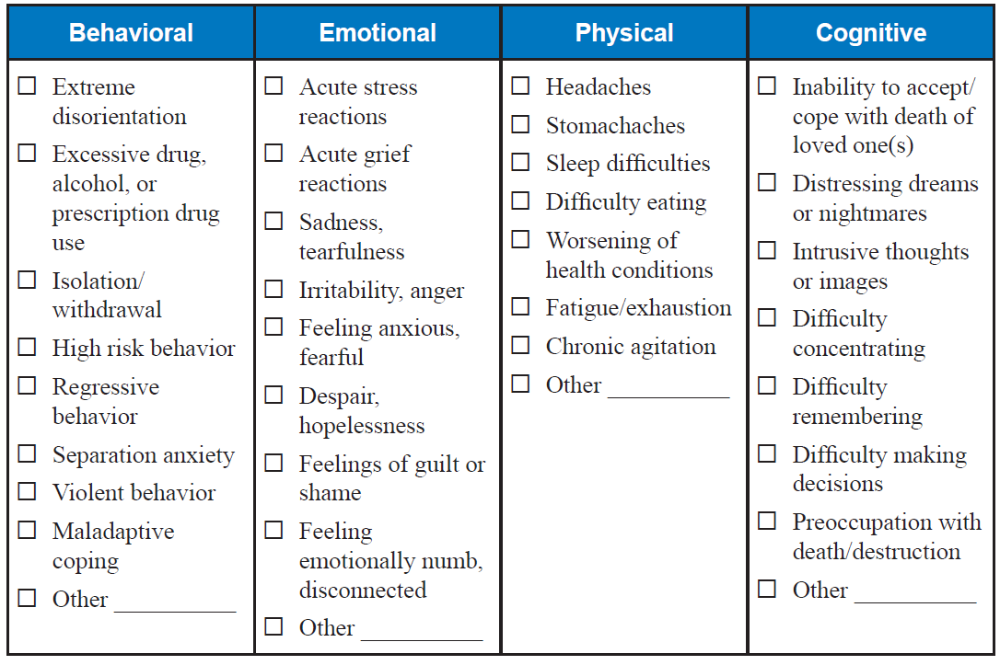 Behavioral
☐ Extreme
disorientation
☐ Excessive drug,
alcohol, or
prescription drug
use
☐ Isolation/
withdrawal
☐ High risk behavior
☐ Regressive
behavior
☐ Separation anxiety
☐ Violent behavior
☐ Maladaptive
coping
☐ Other __________
Emotional
☐ Acute stress
reactions
☐ Acute grief
reactions
☐ Sadness,
tearfulness
☐ Irritability, anger
☐ Feeling anxious,
fearful
☐ Despair,
hopelessness
☐ Feelings of guilt or
shame
☐ Feeling
emotionally numb,
disconnected
☐ Other __________
Physical
☐ Headaches
☐ Stomachaches
☐ Sleep difficulties
☐ Difficulty eating
☐ Worsening of
health conditions
☐ Fatigue/exhaustion
☐ Chronic agitation
☐ Other __________
Cognitive
☐ Inability to accept/
cope with death of
loved one(s)
☐ Distressing dreams
or nightmares
☐ Intrusive thoughts
or images
☐ Difficulty
concentrating
☐ Difficulty
remembering
☐ Difficulty making
decisions
☐ Preoccupation with
death/destruction
☐ Other __________